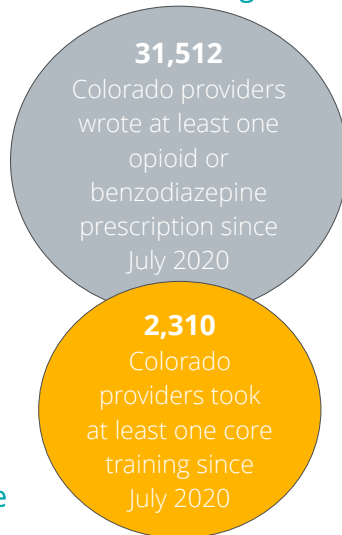 31,512
Colorado providers
wrote at least one
opioid or
benzodiazepine
prescription since
July 2020
2,310
Colorado
providers took
at least one core
training since
July 2020